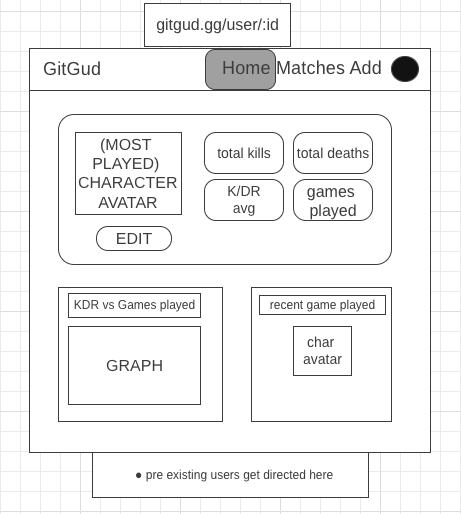 gitgud.gg/user/:id
GitGud
Home Matches Add
(MOST
PLAYED)
CHARACTER
AVATAR
EDIT
total kills
total deaths
K/DR
avg
games
played
KDR vs Games played
GRAPH
recent game played
char
avatar
● pre existing users get directed here